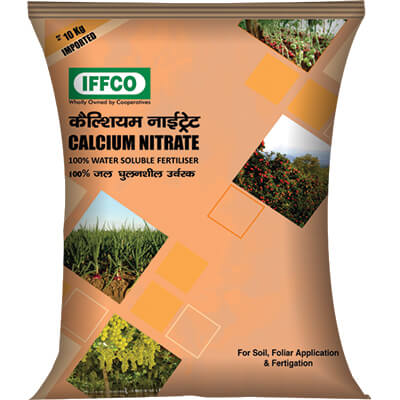 = 10 Kg
IMPORTED
IFFCO
Wholly Owned by Cooperatives
कैल्शियम नाईट्रेट
CALCIUM NITRATE
100% WATER SOLUBLE FERTILISER
100% जल घुलनशील उर्वरक
For Soil, Foliar Application
& Fertigation